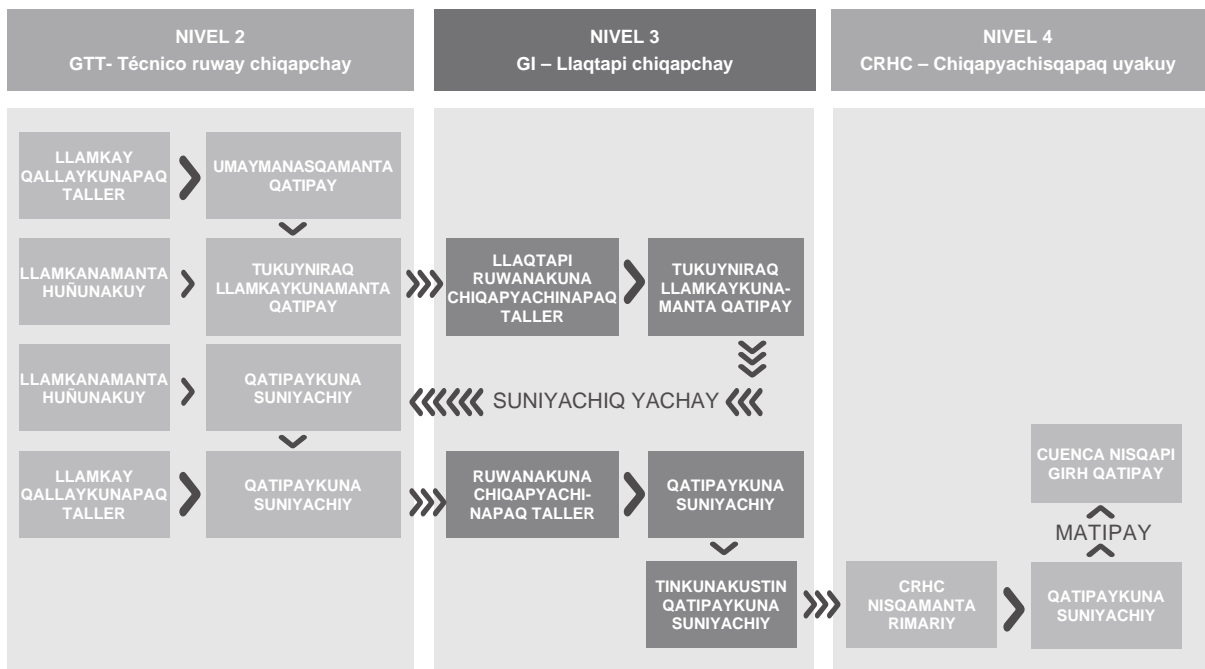 NIVEL 2
GTT- Técnico ruway chiqapchay
NIVEL 3
GI – Llaqtapi chiqapchay
NIVEL 4
CRHC – Chiqapyachisqapaq uyakuy
LLAMKAY
QALLAYKUNAPAQ
TALLER
UMAYMANASQAMANTA
QATIPAY
LLAMKANAMANTA
HUÑUNAKUY
TUKUYNIRAQ
LLAMKAYKUNAMANTA
QATIPAY
LLAQTAPI
RUWANAKUNA
CHIQAPYACHINAPAQ
TALLER
TUKUYNIRAQ
LLAMKAYKUNA-
MANTA QATIPAY
LLAMKANAMANTA
HUÑUNAKUY
QATIPAYKUNA
SUNIYACHIY
SUNIYACHIQ YACHAY
LLAMKAY
QALLAYKUNAPAQ
TALLER
QATIPAYKUNA
SUNIYACHIY
RUWANAKUNA
CHIQAPYACHI-
NAPAQ TALLER
QATIPAYKUNA
SUNIYACHIY
TINKUNAKUSTIN
QATIPAYKUNA
SUNIYACHIY
CRHC
NISQAMANTA
RIMARIY
QATIPAYKUNA
SUNIYACHIY
MATIPAY
CUENCA NISQAPI
GIRH QATIPAY